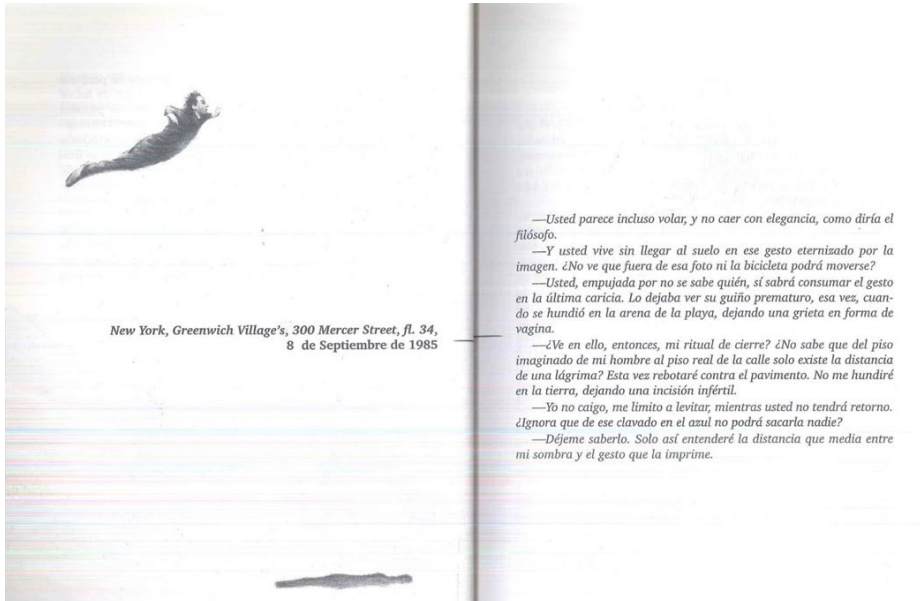 New York, Greenwich Village's, 300 Mercer Street, fl. 34,
8 de Septiembre de 1985
—Usted parece incluso volar, y no caer con elegancia, como diría el
filósofo.
—Y usted vive sin llegar al suelo en ese gesto eternizado por la
imagen. ¿No ve que fuera de esa foto ni la bicicleta podrá moverse?
—Usted, empujada por no se sabe quién, sí sabrá consumar el gesto
en la última caricia. Lo dejaba ver su guiño prematuro, esa vez, cuan-
do se hundió en la arena de la playa, dejando una grieta en forma de
vagina.
—¿Ve en ello, entonces, mi ritual de cierre? ¿No sabe que del piso
imaginado de mi hombre al piso real de la calle solo existe la distancia
de una lágrima? Esta vez rebotaré contra el pavimento. No me hundiré
en la tierra, dejando una incisión infértil.
—Yo no caigo, me limito a levitar, mientras usted no tendrá retorno.
¿Ignora que de ese clavado en el azul no podrá sacarla nadie?
—Déjeme saberlo. Solo así entenderé la distancia que media entre
mi sombra y el gesto que la imprime.